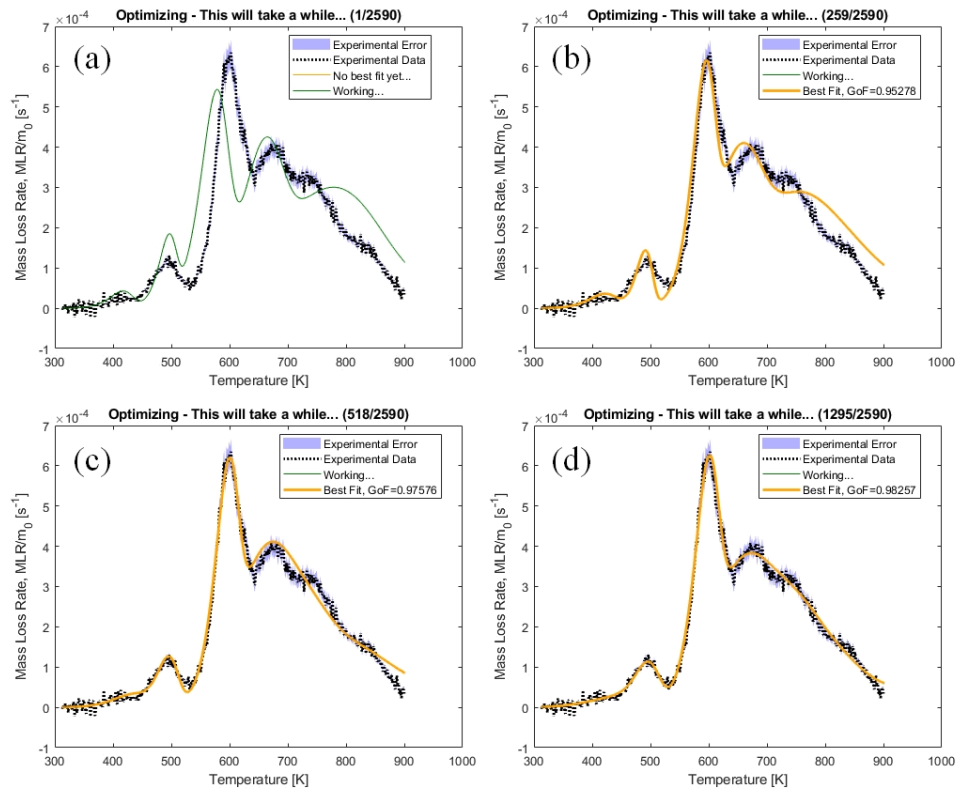 Optimizing - This will take a while... (1/2590)
×10⁻⁴
(a)
Experimental Error
Experimental Data
No best fit yet...
Working...
7
6
5
4
3
2
1
0
-1
Mass Loss Rate, MLR/m₀ [s⁻¹]
300 400 500 600 700 800 900 1000
Temperature [K]
Optimizing - This will take a while... (259/2590)
×10⁻⁴
(b)
Experimental Error
Experimental Data
Working...
Best Fit, GoF=0.95278
7
6
5
4
3
2
1
0
-1
Mass Loss Rate, MLR/m₀ [s⁻¹]
300 400 500 600 700 800 900 1000
Temperature [K]
Optimizing - This will take a while... (518/2590)
×10⁻⁴
(c)
Experimental Error
Experimental Data
Working...
Best Fit, GoF=0.97576
7
6
5
4
3
2
1
0
-1
Mass Loss Rate, MLR/m₀ [s⁻¹]
300 400 500 600 700 800 900 1000
Temperature [K]
Optimizing - This will take a while... (1295/2590)
×10⁻⁴
(d)
Experimental Error
Experimental Data
Working...
Best Fit, GoF=0.98257
7
6
5
4
3
2
1
0
-1
Mass Loss Rate, MLR/m₀ [s⁻¹]
300 400 500 600 700 800 900 1000
Temperature [K]